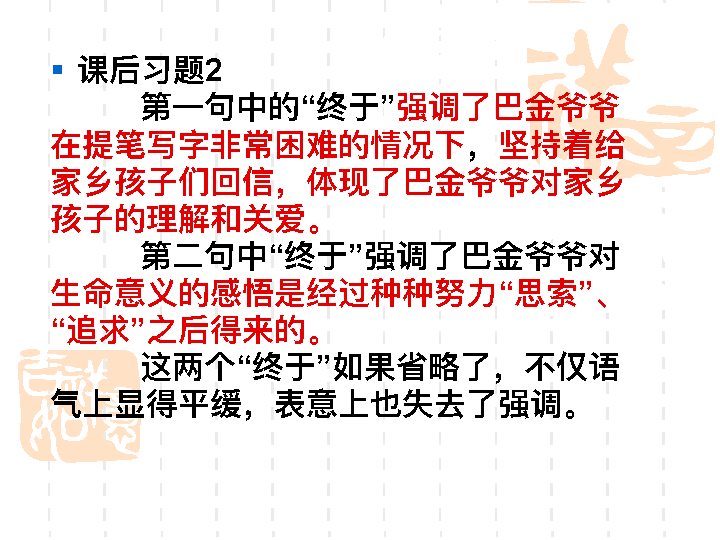 课后习题2
第一句中的“终于”强调了巴金爷爷
在提笔写字非常困难的情况下，坚持着给
家乡孩子们回信，体现了巴金爷爷对家乡
孩子的理解和关爱。
第二句中“终于”强调了巴金爷爷对
生命意义的感悟是经过种种努力“思索”、
“追求”之后得来的。
这两个“终于”如果省略了，不仅语
气上显得平缓，表意上也失去了强调。